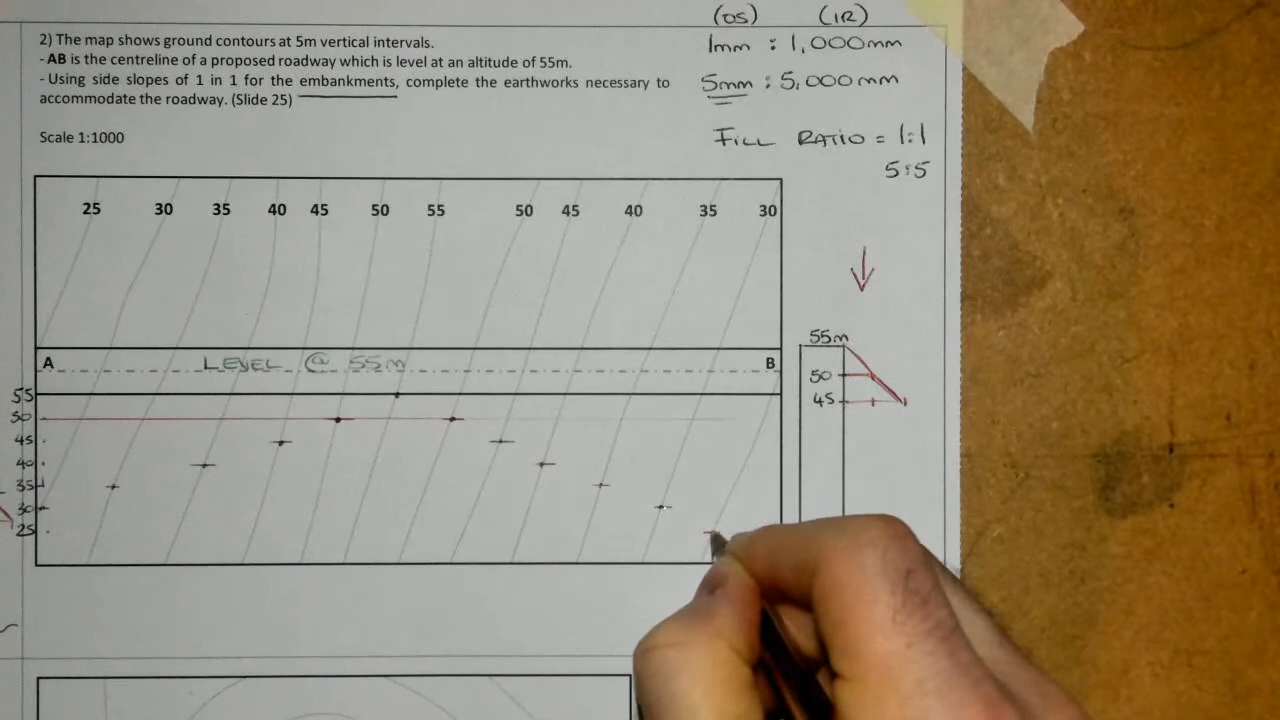 (OS) (IR)
2) The map shows ground contours at 5m vertical intervals.
1mm : 1,000mm
- AB is the centreline of a proposed roadway which is level at an altitude of 55m.
- Using side slopes of 1 in 1 for the embankments, complete the earthworks necessary to
5mm : 5,000mm
accommodate the roadway. (Slide 25)
Scale 1:1000
FILL RATIO = 1:1
5:5
25 30 35 40 45 50 55 50 45 40 35 30
55m
A LEVEL @ 55M B
50
55
45
50
45
40
35
30
25